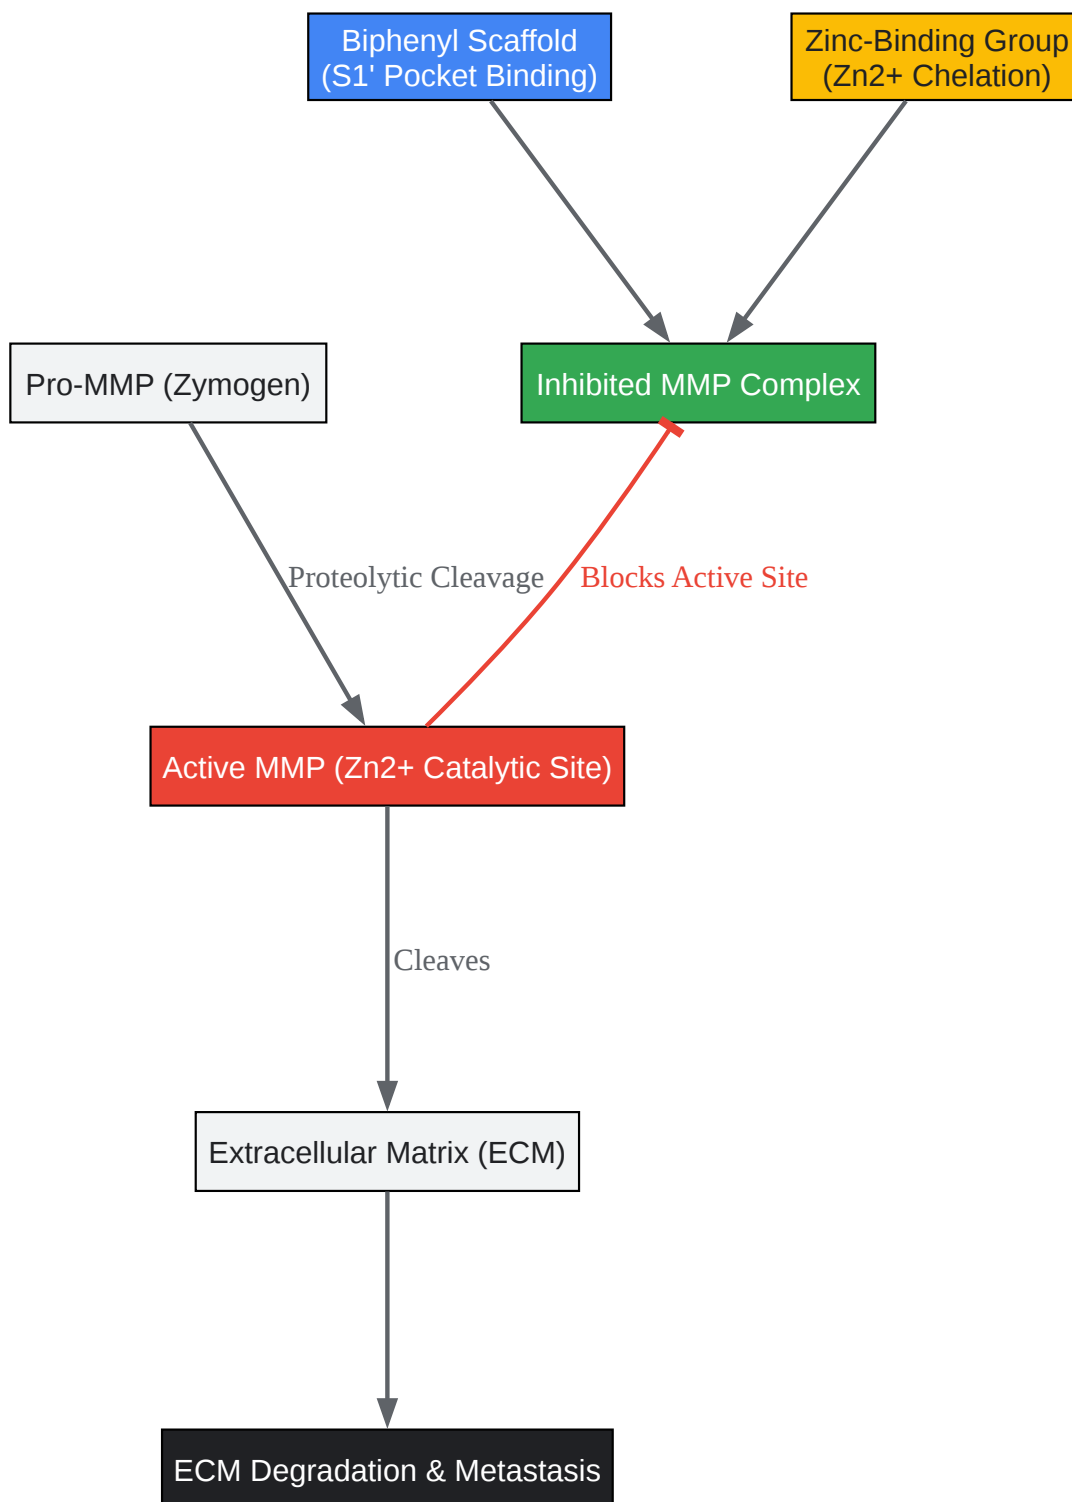 Biphenyl Scaffold
(S1' Pocket Binding)
Zinc-Binding Group
(Zn2+ Chelation)
Pro-MMP (Zymogen)
Inhibited MMP Complex
Proteolytic Cleavage
Blocks Active Site
Active MMP (Zn2+ Catalytic Site)
Cleaves
Extracellular Matrix (ECM)
ECM Degradation & Metastasis